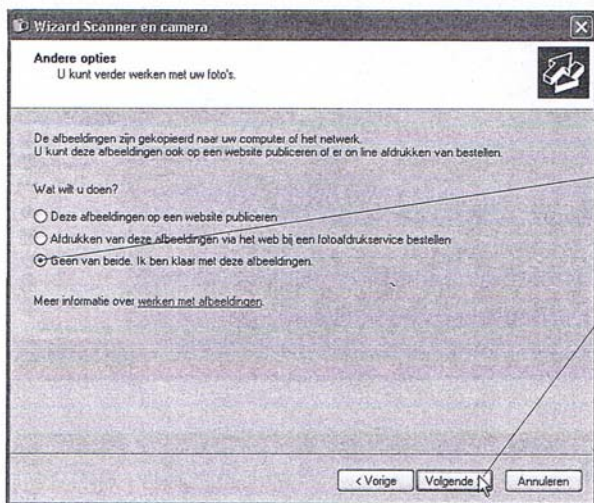 Wizard Scanner en camera
Andere opties
U kunt verder werken met uw foto's.
De afbeeldingen zijn gekopieerd naar uw computer of het netwerk.
U kunt deze afbeeldingen ook op een website publiceren of er on line afdrukken van bestellen.
Wat wilt u doen?
Deze afbeeldingen op een website publiceren
Afdrukken van deze afbeeldingen via het web bij een fotoafdrukservice bestellen
Geen van beide. Ik ben klaar met deze afbeeldingen.
Meer informatie over werken met afbeeldingen.
< Vorige Volgende > Annuleren